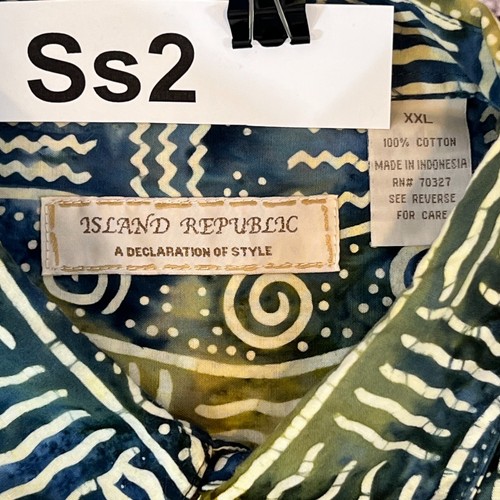 Ss2
XXL
100% COTTON
MADE IN INDONESIA
RN# 70327
SEE REVERSE
FOR CARE
ISLAND REPUBLIC
A DECLARATION OF STYLE